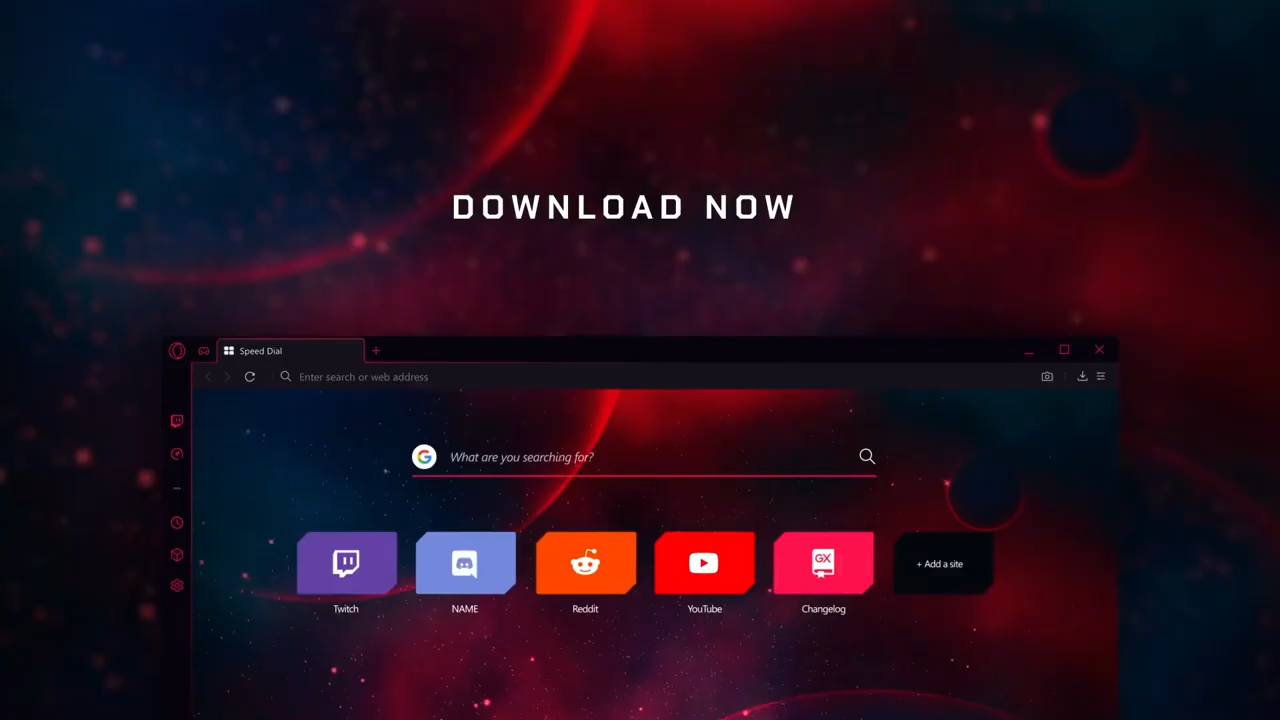 DOWNLOAD NOW
Speed Dial
Enter search or web address
What are you searching for?
GX
+ Add a site
Twitch
NAME
Reddit
YouTube
Changelog